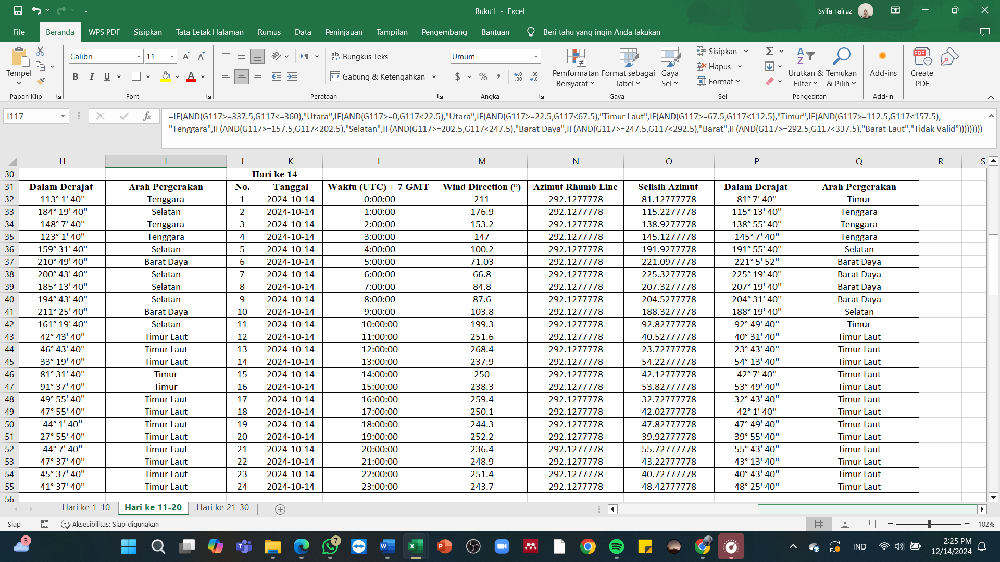 Buku1 - Excel
Syifa Fairuz
File Beranda WPS PDF Sisipkan Tata Letak Halaman Rumus Data Peninjauan Tampilan Pengembang Bantuan Beri tahu yang ingin Anda lakukan
Tempel
Papan Klip
Calibri 11
B I U
Font
ab Bungkus Teks
Gabung & Ketengahkan
Perataan
Umum
$ % ,
Angka
Pemformatan Bersyarat
Format sebagai Tabel
Gaya Sel
Gaya
Sisipkan
Hapus
Format
Sel
Urutkan & Filter
Temukan & Pilih
Pengeditan
Add-ins
Add-in
Create PDF
I117
=IF(AND(G117>=337.5,G117<=360),"Utara",IF(AND(G117>=0,G117<22.5),"Utara",IF(AND(G117>=22.5,G117<67.5),"Timur Laut",IF(AND(G117>=67.5,G117<112.5),"Timur",IF(AND(G117>=112.5,G117<157.5),
"Tenggara",IF(AND(G117>=157.5,G117<202.5),"Selatan",IF(AND(G117>=202.5,G117<247.5),"Barat Daya",IF(AND(G117>=247.5,G117<292.5),"Barat",IF(AND(G117>=292.5,G117<337.5),"Barat Laut","Tidak Valid")))))))))
H I J K L M N O P Q R S
30 Hari ke 14
31 Dalam Derajat Arah Pergerakan No. Tanggal Waktu (UTC) + 7 GMT Wind Direction (°) Azimut Rhumb Line Selisih Azimut Dalam Derajat Arah Pergerakan
32 113° 1' 40" Tenggara 1 2024-10-14 0:00:00 211 292.1277778 81.12777778 81° 7' 40" Timur
33 184° 19' 40" Selatan 2 2024-10-14 1:00:00 176.9 292.1277778 115.2277778 115° 13' 40" Tenggara
34 148° 7' 40" Tenggara 3 2024-10-14 2:00:00 153.2 292.1277778 138.9277778 138° 55' 40" Tenggara
35 123° 1' 40" Tenggara 4 2024-10-14 3:00:00 147 292.1277778 145.1277778 145° 7' 40" Tenggara
36 159° 31' 40" Selatan 5 2024-10-14 4:00:00 100.2 292.1277778 191.9277778 191° 55' 40" Selatan
37 210° 49' 40" Barat Daya 6 2024-10-14 5:00:00 71.03 292.1277778 221.0977778 221° 5' 52" Barat Daya
38 200° 43' 40" Selatan 7 2024-10-14 6:00:00 66.8 292.1277778 225.3277778 225° 19' 40" Barat Daya
39 185° 13' 40" Selatan 8 2024-10-14 7:00:00 84.8 292.1277778 207.3277778 207° 19' 40" Barat Daya
40 194° 43' 40" Selatan 9 2024-10-14 8:00:00 87.6 292.1277778 204.5277778 204° 31' 40" Barat Daya
41 211° 25' 40" Barat Daya 10 2024-10-14 9:00:00 103.8 292.1277778 188.3277778 188° 19' 40" Selatan
42 161° 19' 40" Selatan 11 2024-10-14 10:00:00 199.3 292.1277778 92.82777778 92° 49' 40" Timur
43 42° 43' 40" Timur Laut 12 2024-10-14 11:00:00 251.6 292.1277778 40.52777778 40° 31' 40" Timur Laut
44 46° 43' 40" Timur Laut 13 2024-10-14 12:00:00 268.4 292.1277778 23.72777778 23° 43' 40" Timur Laut
45 33° 19' 40" Timur Laut 14 2024-10-14 13:00:00 237.9 292.1277778 54.22777778 54° 13' 40" Timur Laut
46 81° 31' 40" Timur 15 2024-10-14 14:00:00 250 292.1277778 42.12777778 42° 7' 40" Timur Laut
47 91° 37' 40" Timur 16 2024-10-14 15:00:00 238.3 292.1277778 53.82777778 53° 49' 40" Timur Laut
48 49° 55' 40" Timur Laut 17 2024-10-14 16:00:00 259.4 292.1277778 32.72777778 32° 43' 40" Timur Laut
49 47° 55' 40" Timur Laut 18 2024-10-14 17:00:00 250.1 292.1277778 42.02777778 42° 1' 40" Timur Laut
50 44° 1' 40" Timur Laut 19 2024-10-14 18:00:00 244.3 292.1277778 47.82777778 47° 49' 40" Timur Laut
51 27° 55' 40" Timur Laut 20 2024-10-14 19:00:00 252.2 292.1277778 39.92777778 39° 55' 40" Timur Laut
52 44° 7' 40" Timur Laut 21 2024-10-14 20:00:00 236.4 292.1277778 55.72777778 55° 43' 40" Timur Laut
53 47° 37' 40" Timur Laut 22 2024-10-14 21:00:00 248.9 292.1277778 43.22777778 43° 13' 40" Timur Laut
54 45° 37' 40" Timur Laut 23 2024-10-14 22:00:00 251.4 292.1277778 40.72777778 40° 43' 40" Timur Laut
55 41° 37' 40" Timur Laut 24 2024-10-14 23:00:00 243.7 292.1277778 48.42777778 48° 25' 40" Timur Laut
56
Hari ke 1-10 Hari ke 11-20 Hari ke 21-30
Siap Aksesibilitas: Siap digunakan 102%
3
7
IND
2:25 PM
12/14/2024